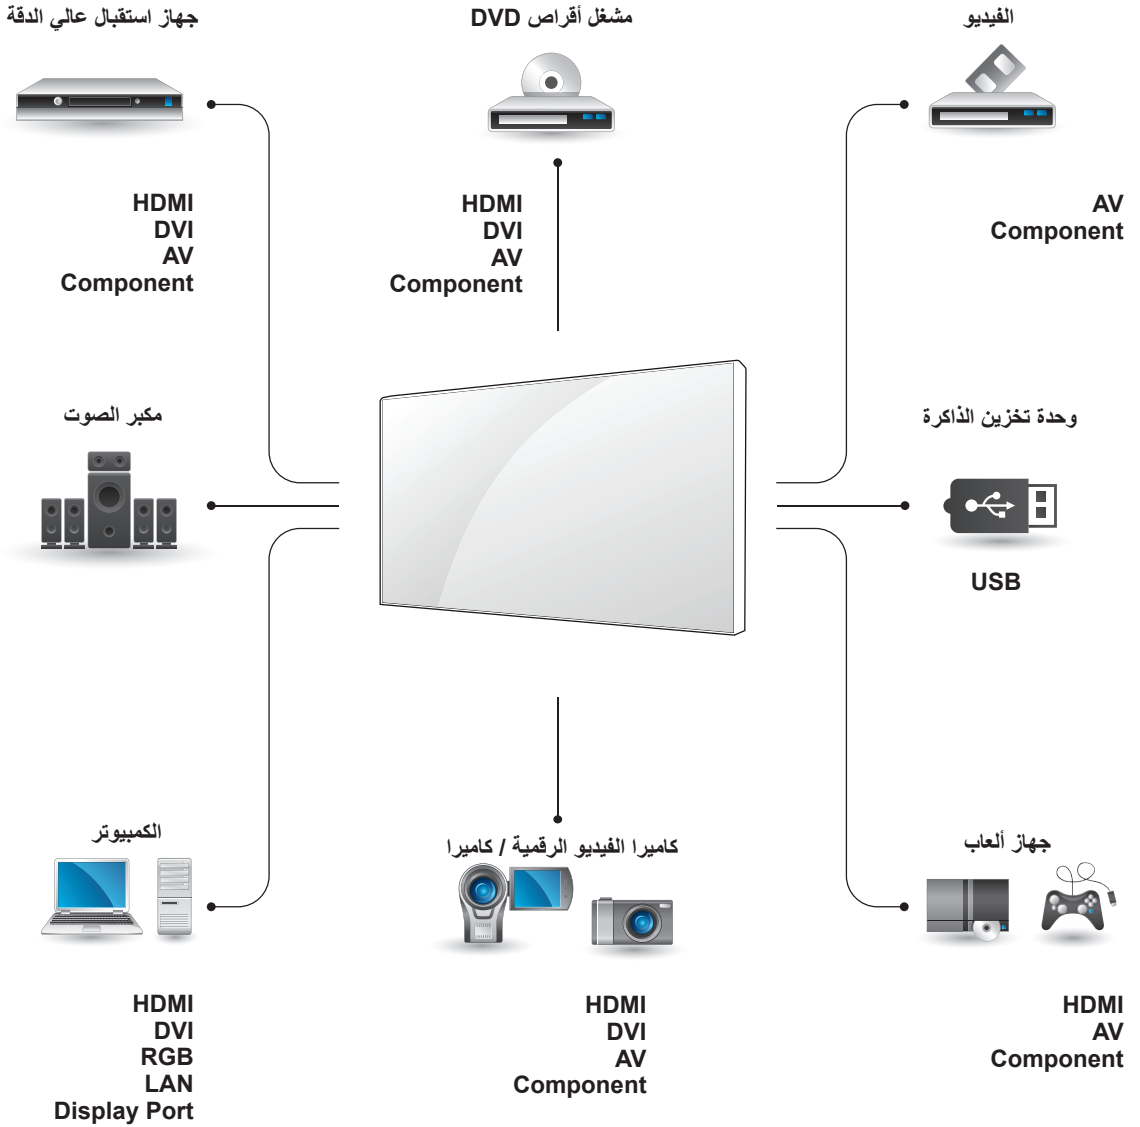 الفيديو
AV
Component
مشغل أقراص DVD
HDMI
DVI
AV
Component
جهاز استقبال عالي الدقة
HDMI
DVI
AV
Component
وحدة تخزين الذاكرة
USB
مكبر الصوت
جهاز ألعاب
HDMI
AV
Component
كاميرا الفيديو الرقمية / كاميرا
HDMI
DVI
AV
Component
الكمبيوتر
HDMI
DVI
RGB
LAN
Display Port